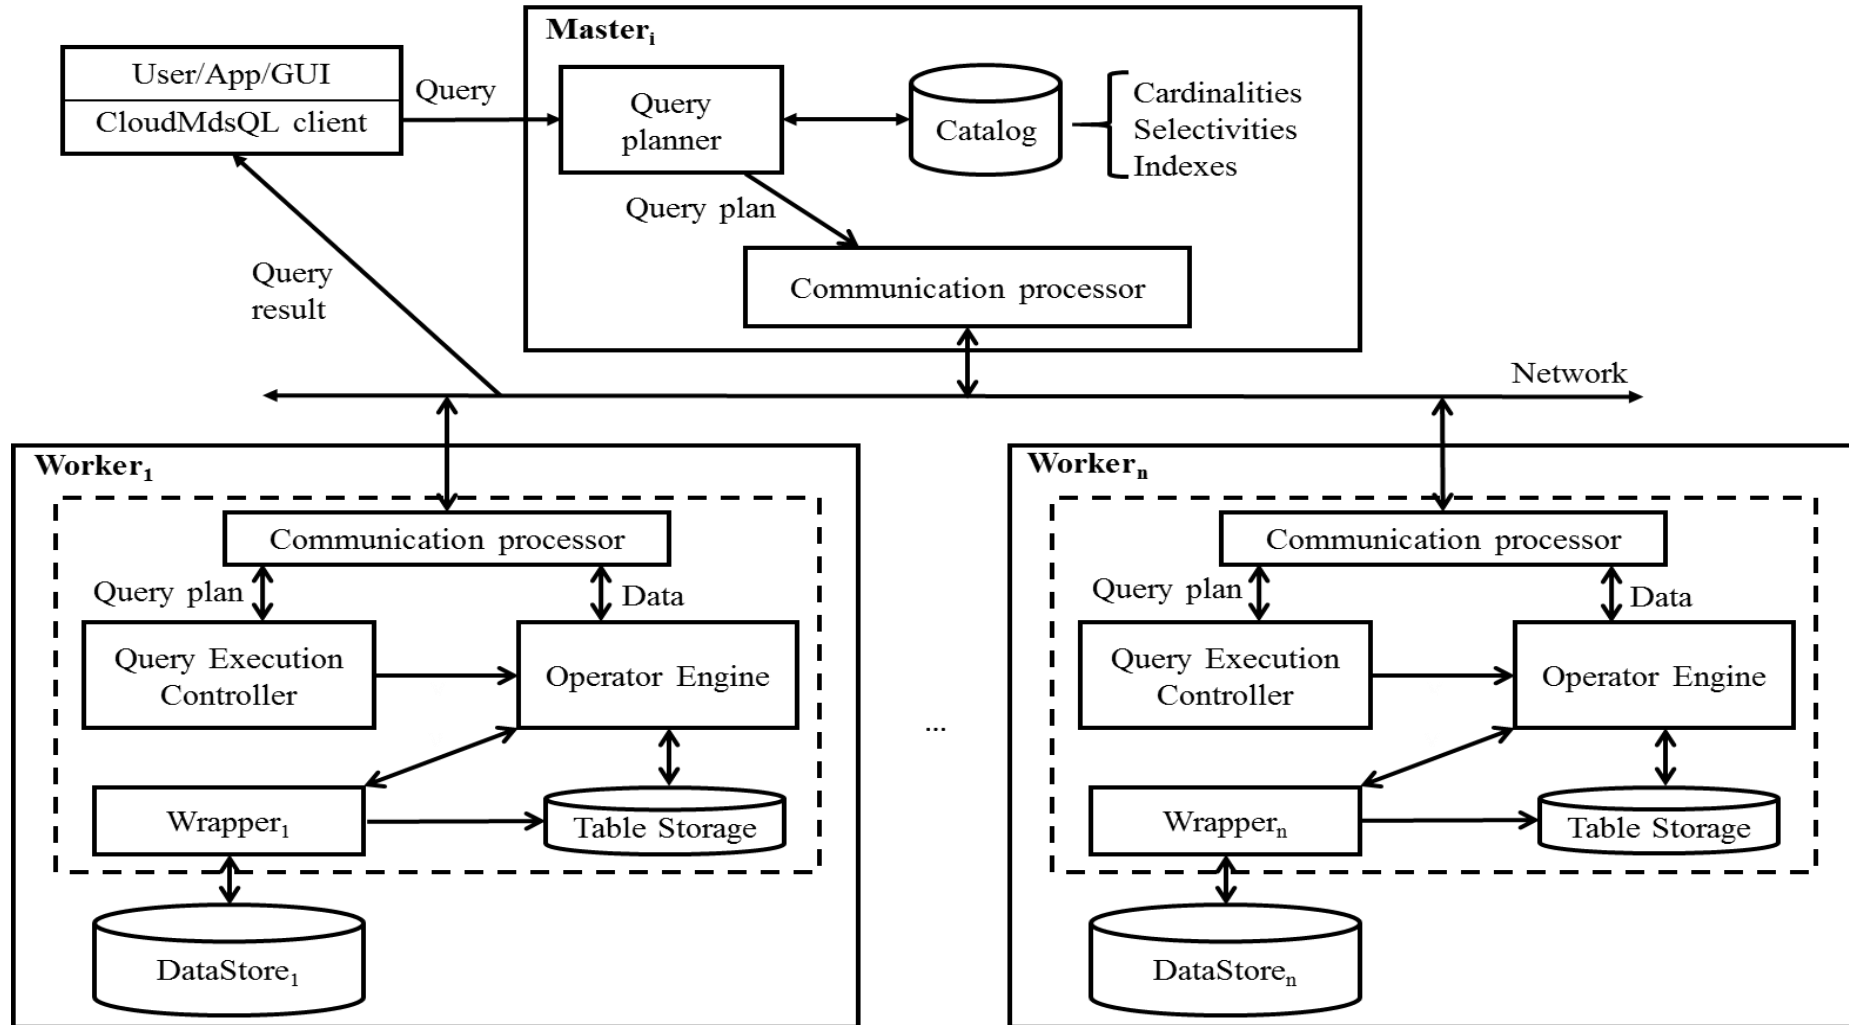 Master_i
User/App/GUI
CloudMdsQL client
Query
Query
planner
Catalog
Cardinalities
Selectivities
Indexes
Query plan
Communication processor
Query
result
Network
Worker_1
Communication processor
Query plan
Data
Query Execution
Controller
Operator Engine
Wrapper_1
Table Storage
DataStore_1
...
Worker_n
Communication processor
Query plan
Data
Query Execution
Controller
Operator Engine
Wrapper_n
Table Storage
DataStore_n